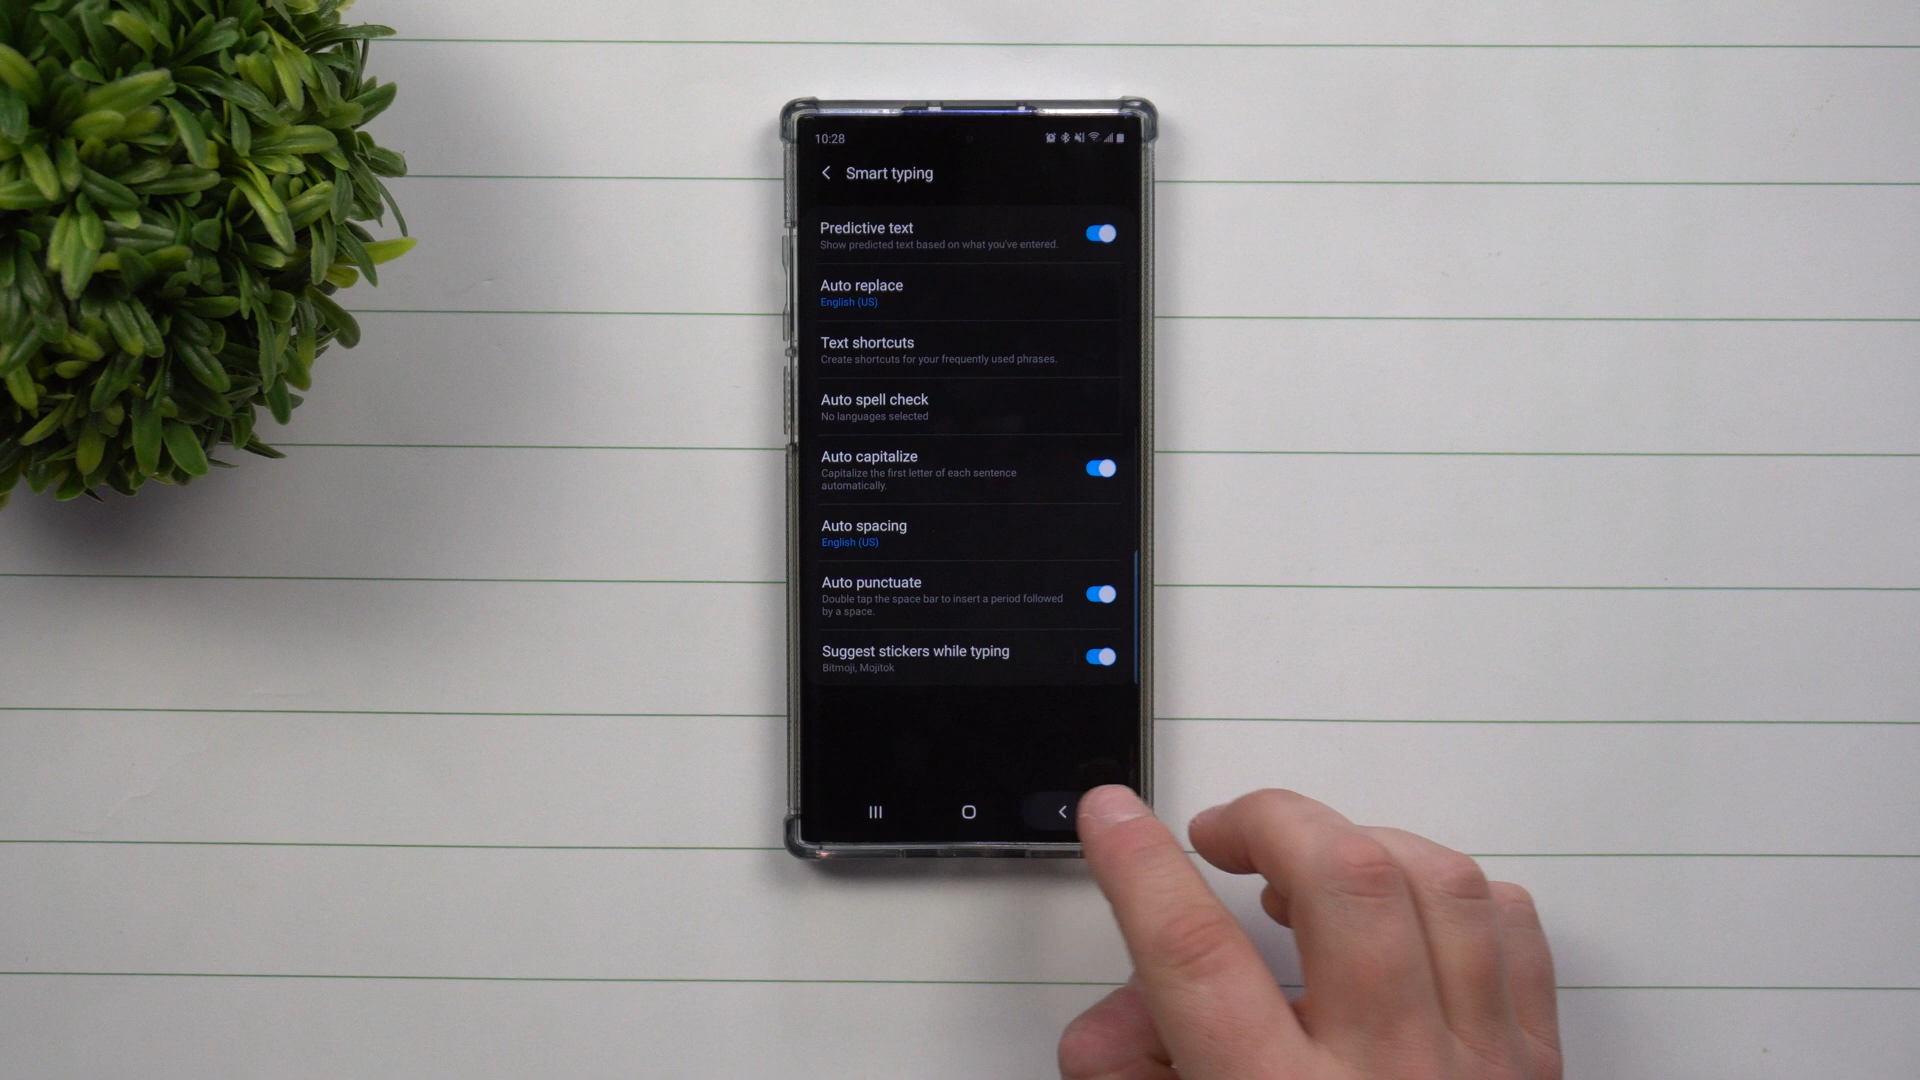 10:28
Smart typing
Predictive text
Show predicted text based on what you've entered.
Auto replace
English (US)
Text shortcuts
Create shortcuts for your frequently used phrases.
Auto spell check
No languages selected
Auto capitalize
Capitalize the first letter of each sentence
automatically.
Auto spacing
English (US)
Auto punctuate
Double tap the space bar to insert a period followed
by a space.
Suggest stickers while typing
Bitmoji, Mojitok